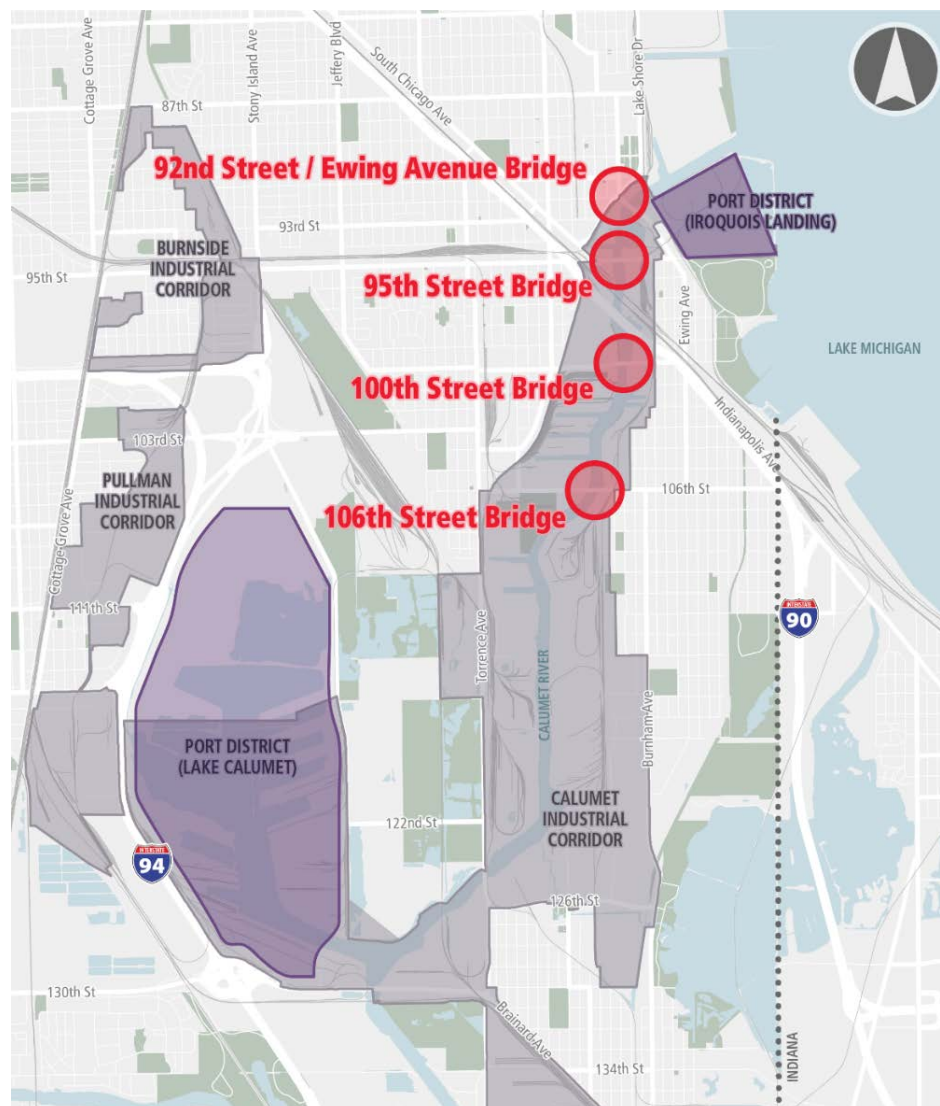 Cottage Grove Ave
Stony Island Ave
Jeffery Blvd
South Chicago Ave
Lake Shore Dr
87th St
92nd Street / Ewing Avenue Bridge
PORT DISTRICT
(IROQUOIS LANDING)
93rd St
BURNSIDE
INDUSTRIAL
CORRIDOR
95th St
95th Street Bridge
Ewing Ave
LAKE MICHIGAN
100th Street Bridge
Indianapolis Ave
103rd St
PULLMAN
INDUSTRIAL
CORRIDOR
106th St
106th Street Bridge
Cottage Grove Ave
111th St
INTERSTATE
90
Torrence Ave
CALUMET RIVER
Burnham Ave
PORT DISTRICT
(LAKE CALUMET)
CALUMET
INDUSTRIAL
CORRIDOR
122nd St
INTERSTATE
94
126th St
130th St
Brainard Ave
134th St
INDIANA